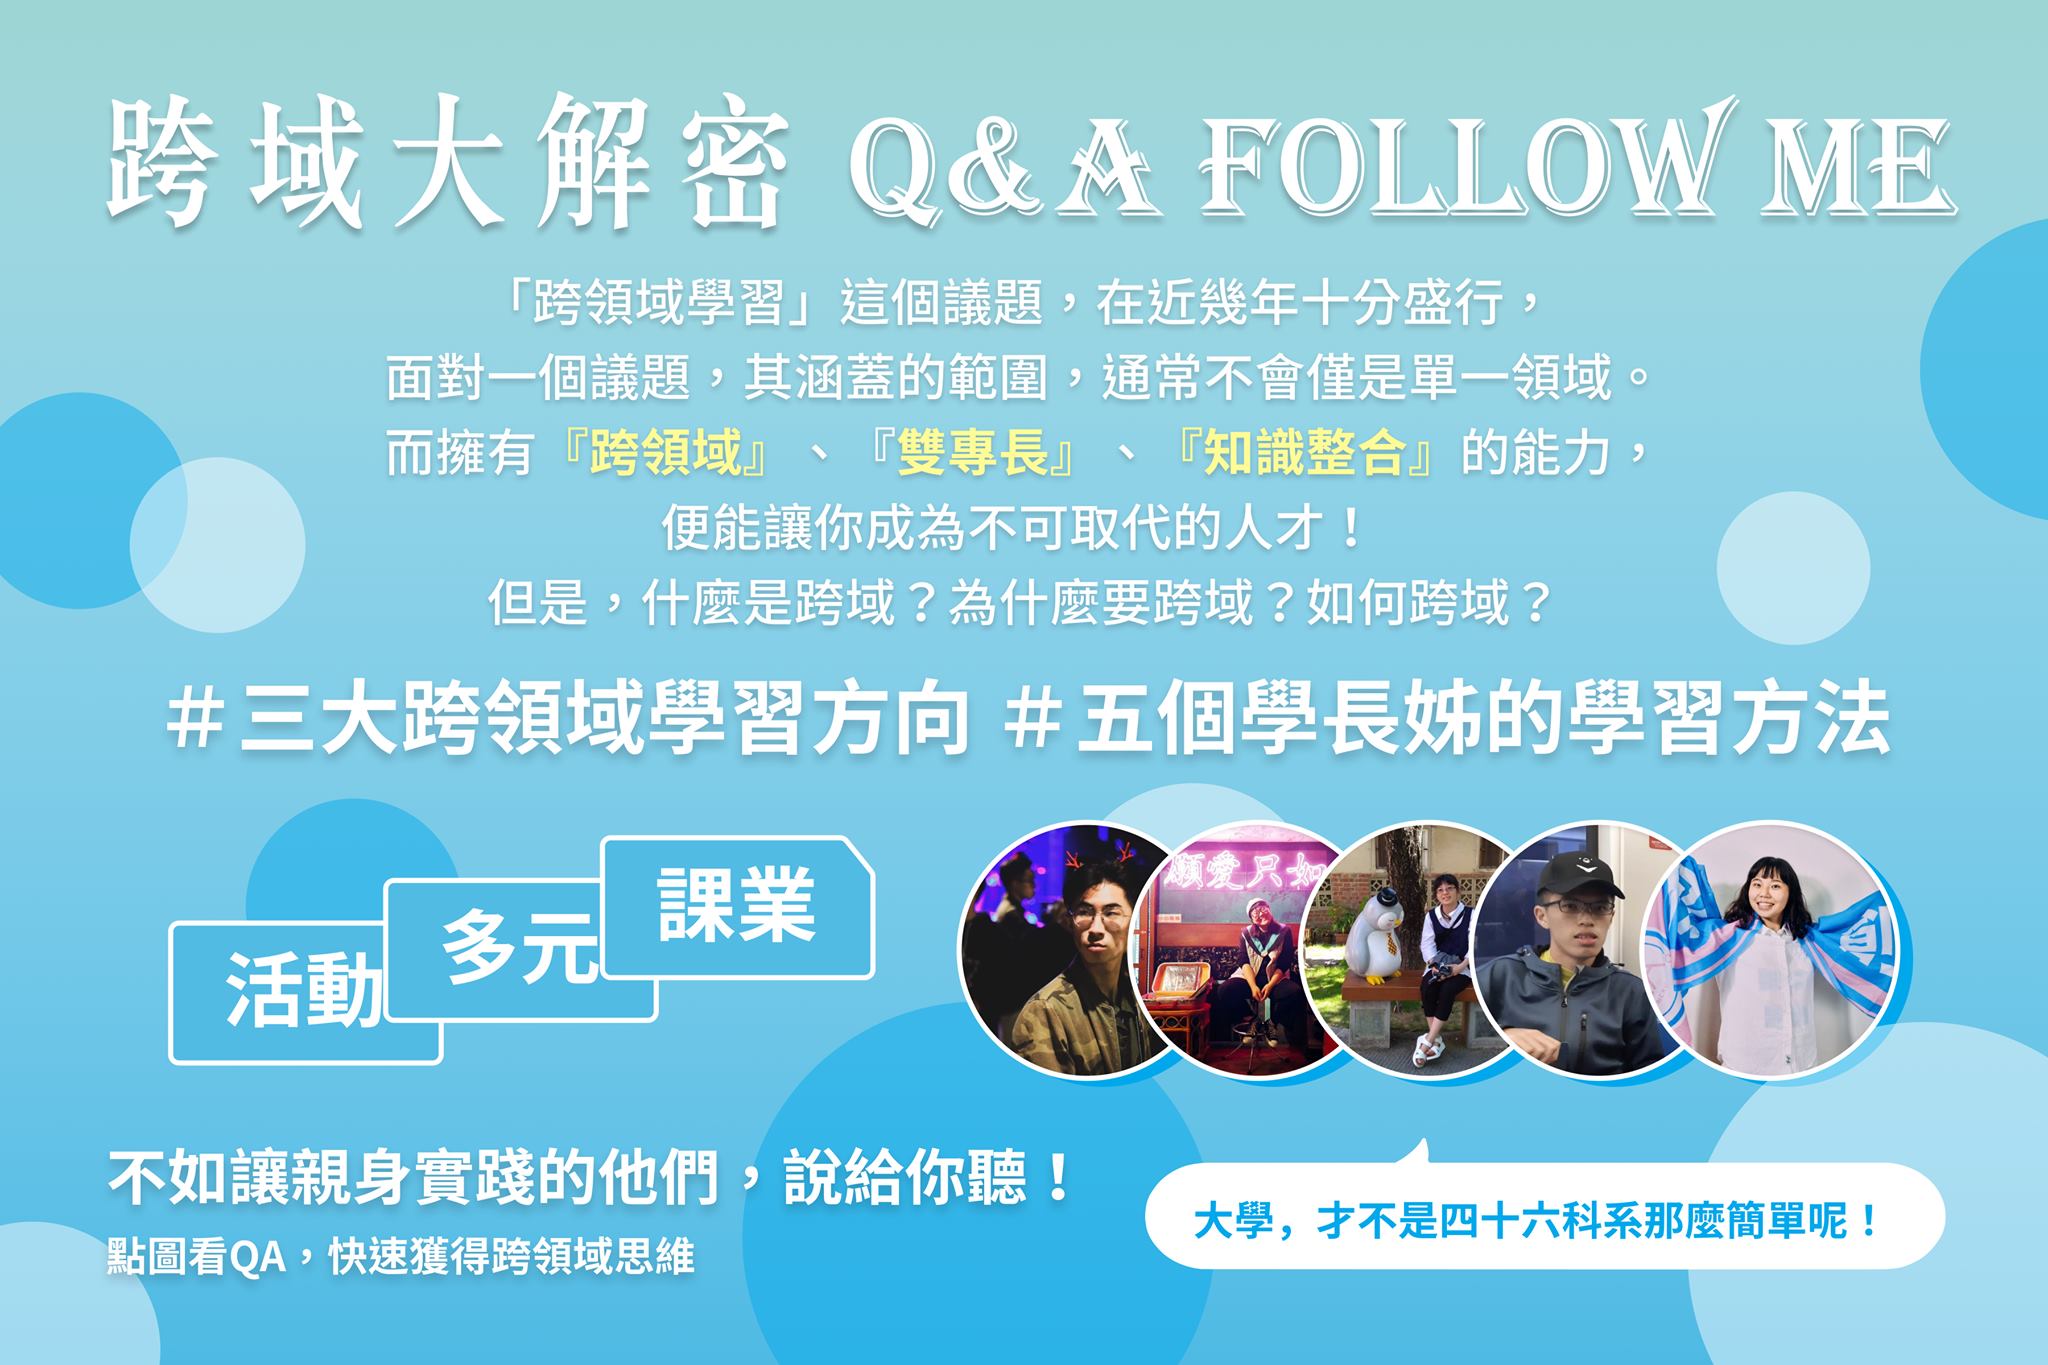 跨域大解密 Q&A FOLLOW ME
「跨領域學習」這個議題，在近幾年十分盛行，
面對一個議題，其涵蓋的範圍，通常不會僅是單一領域。
而擁有『跨領域』、『雙專長』、『知識整合』的能力，
便能讓你成為不可取代的人才！
但是，什麼是跨域？為什麼要跨域？如何跨域？
＃三大跨領域學習方向 ＃五個學長姊的學習方法
活動
多元
課業
願愛只如
不如讓親身實踐的他們，說給你聽！
點圖看QA，快速獲得跨領域思維
大學，才不是四十六科系那麼簡單呢！